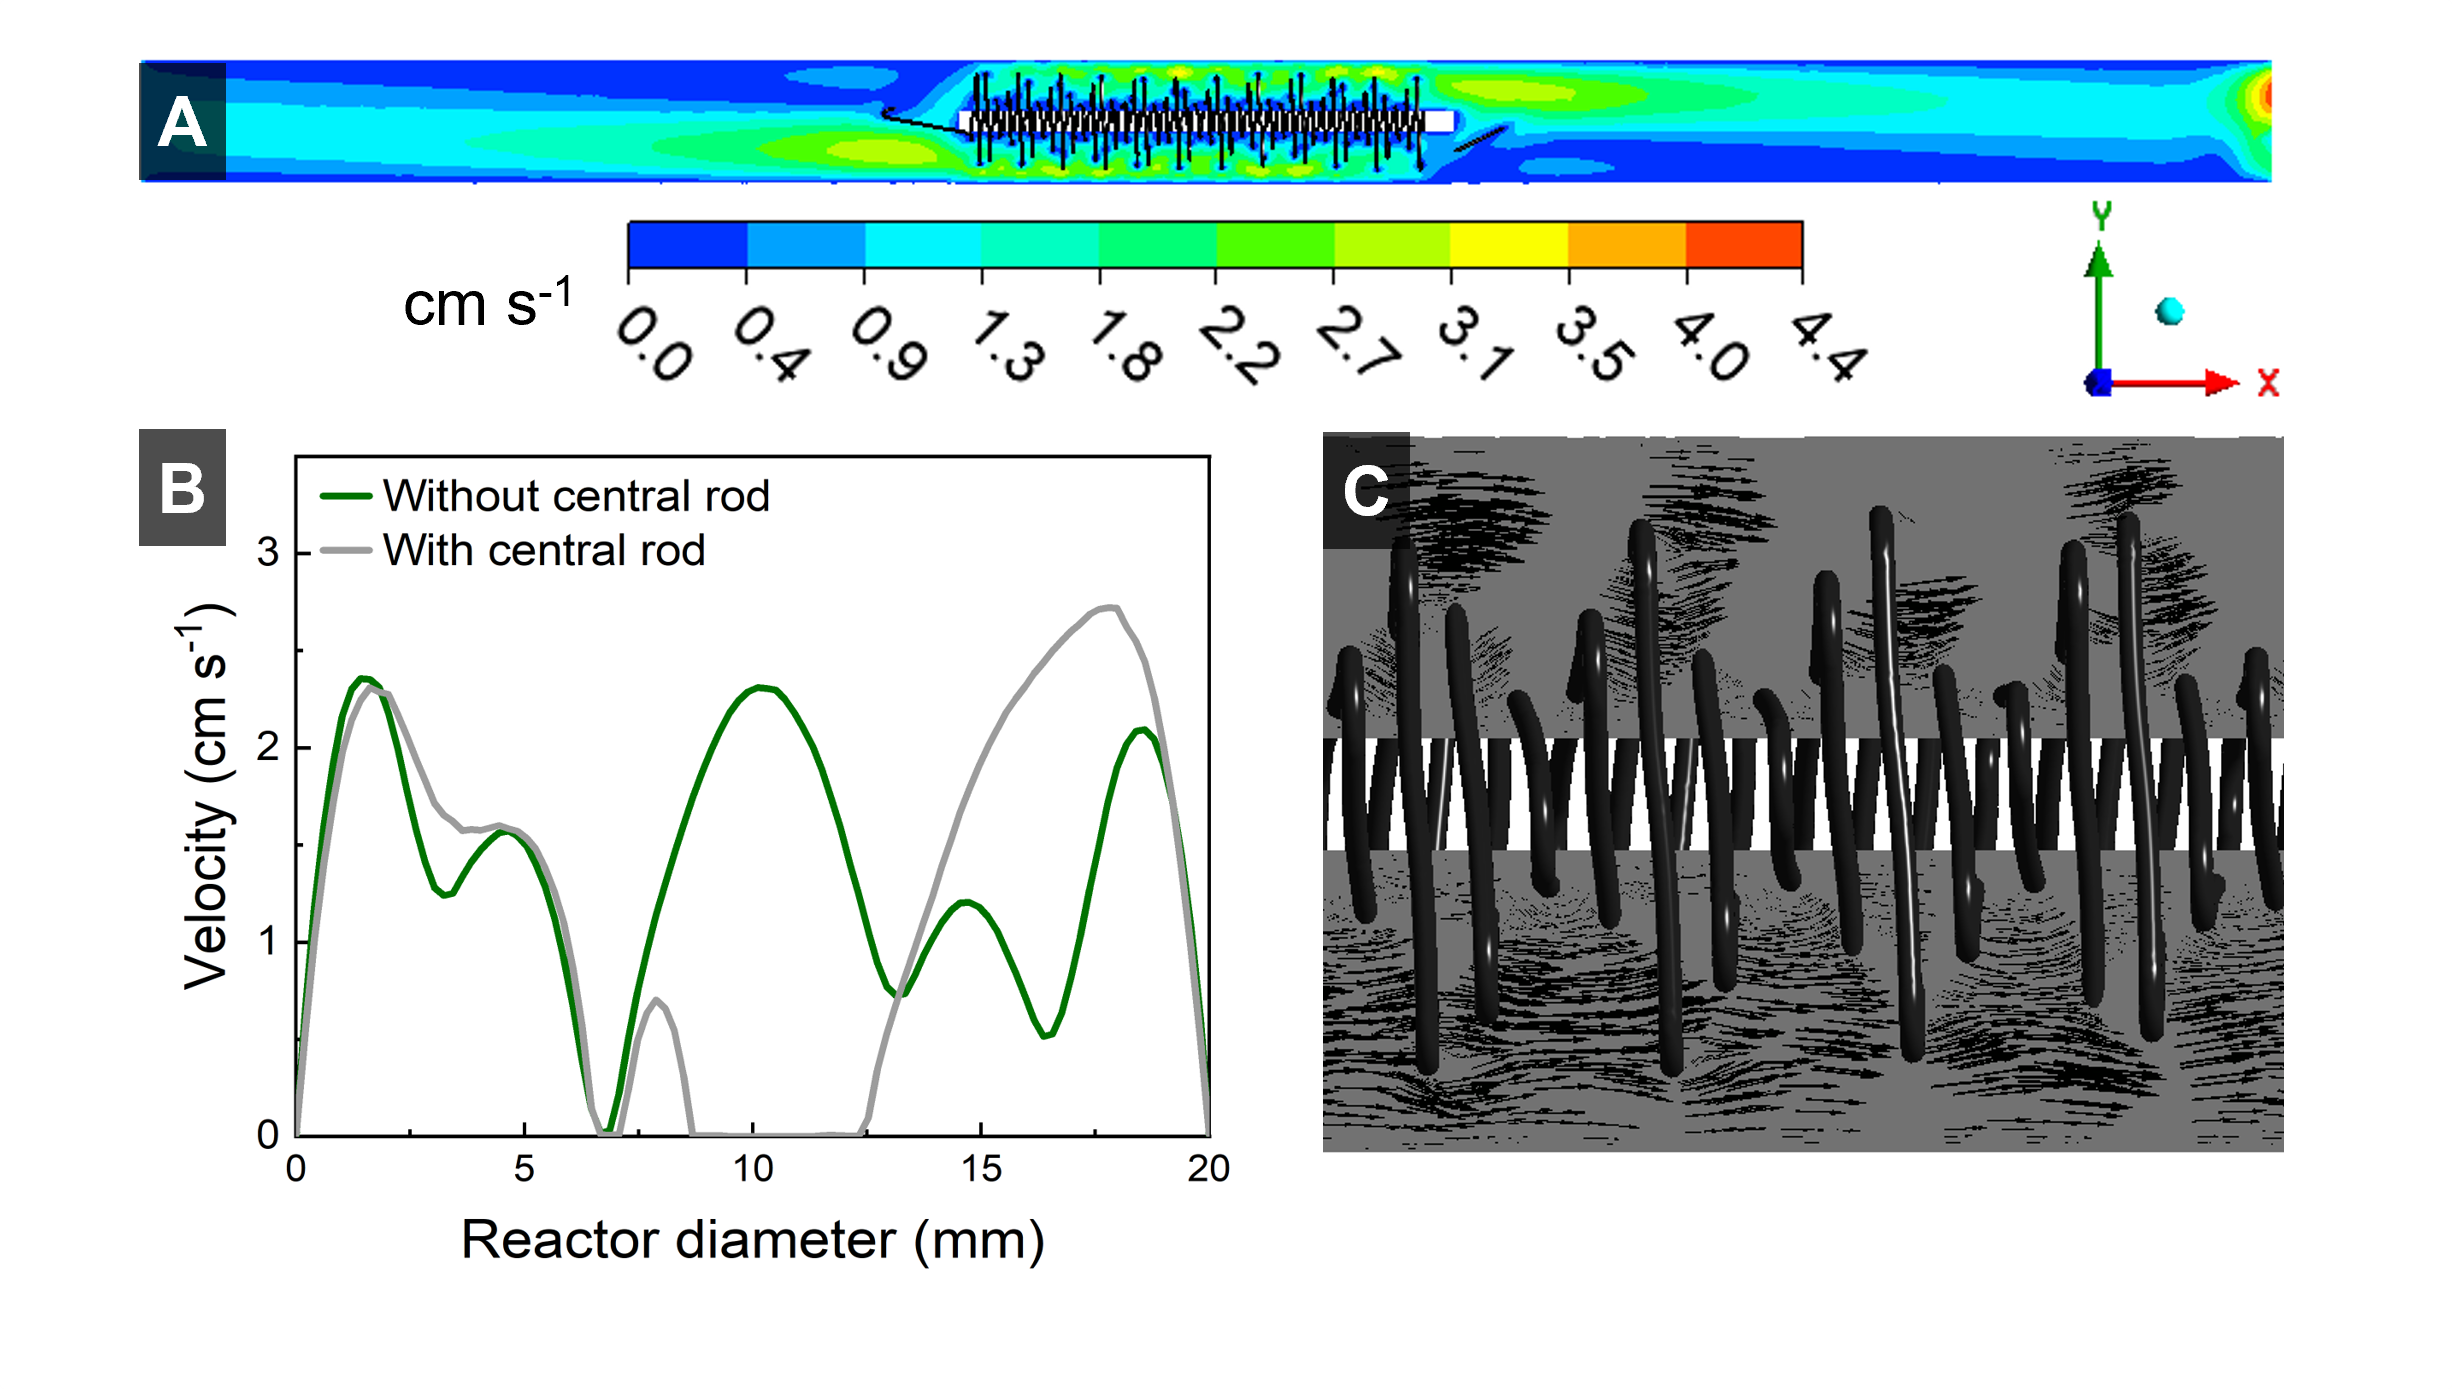 A
cm s-1
0.0 0.4 0.9 1.3 1.8 2.2 2.7 3.1 3.5 4.0 4.4
Y
X
Z
B
Without central rod
With central rod
Velocity (cm s-1)
3
2
1
0
0 5 10 15 20
Reactor diameter (mm)
C